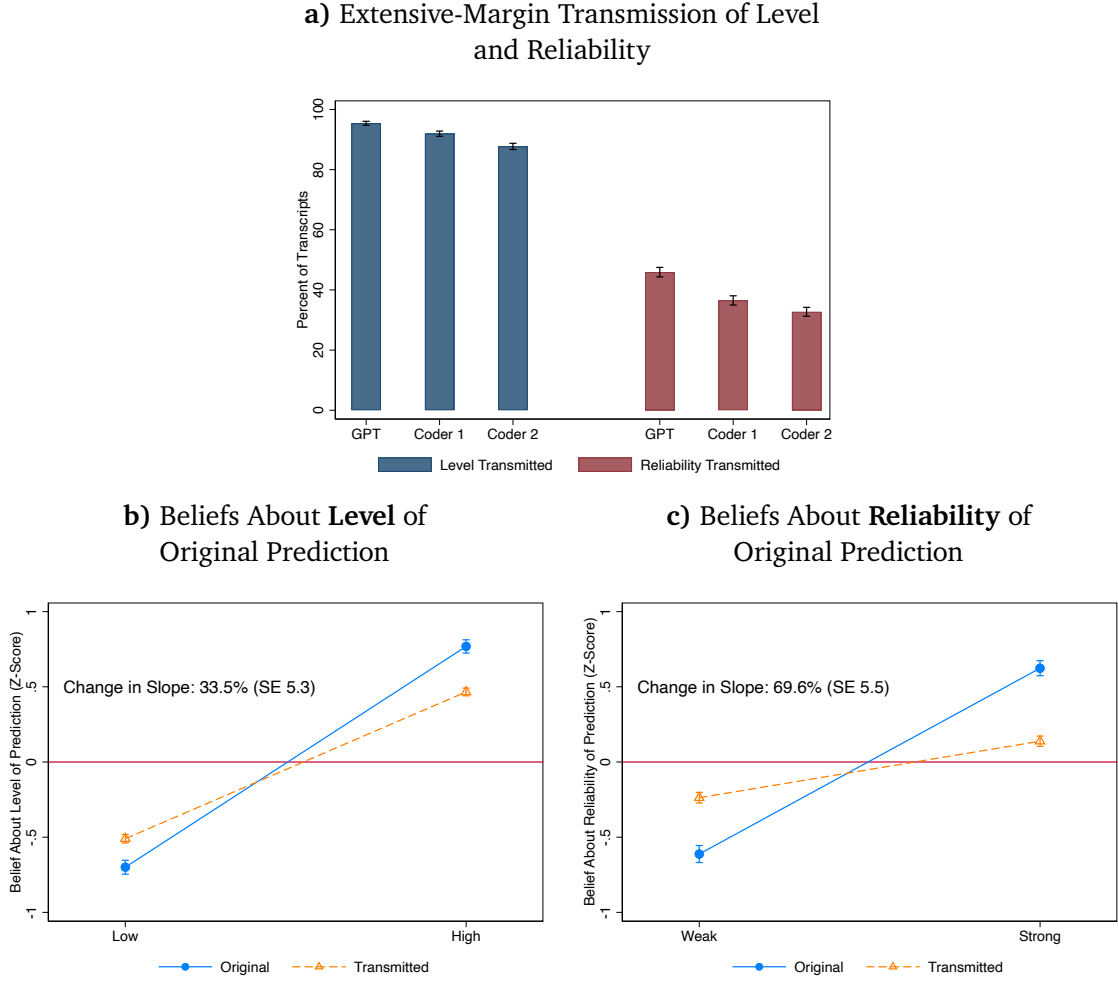 a) Extensive-Margin Transmission of Level
and Reliability
Percent of Transcripts
100
80
60
40
20
0
GPT Coder 1 Coder 2 GPT Coder 1 Coder 2
Level Transmitted Reliability Transmitted
b) Beliefs About Level of
Original Prediction
Belief About Level of Prediction (Z-Score)
1
.5
0
-.5
-1
Change in Slope: 33.5% (SE 5.3)
Low High
Original Transmitted
c) Beliefs About Reliability of
Original Prediction
Belief About Reliability of Prediction (Z-Score)
1
.5
0
-.5
-1
Change in Slope: 69.6% (SE 5.5)
Weak Strong
Original Transmitted